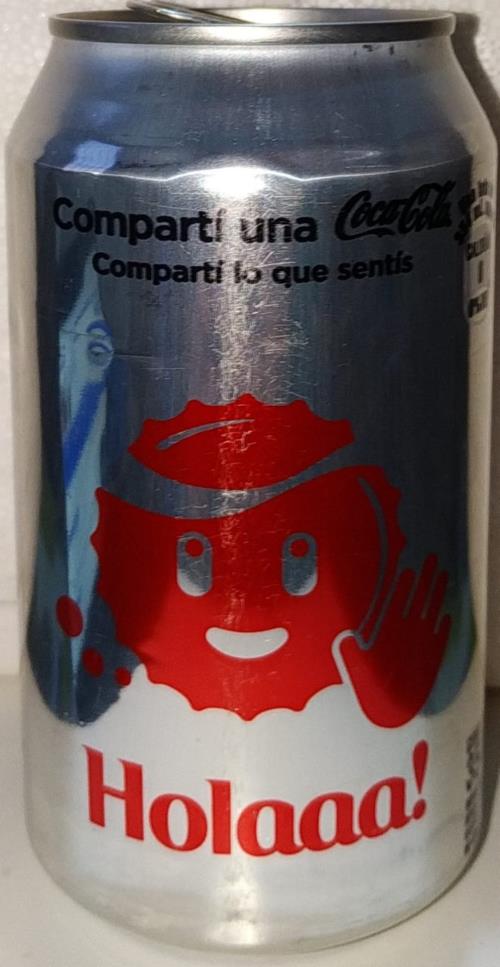 Compartí una Coca-Cola
Compartí lo que sentís
Holaaa!